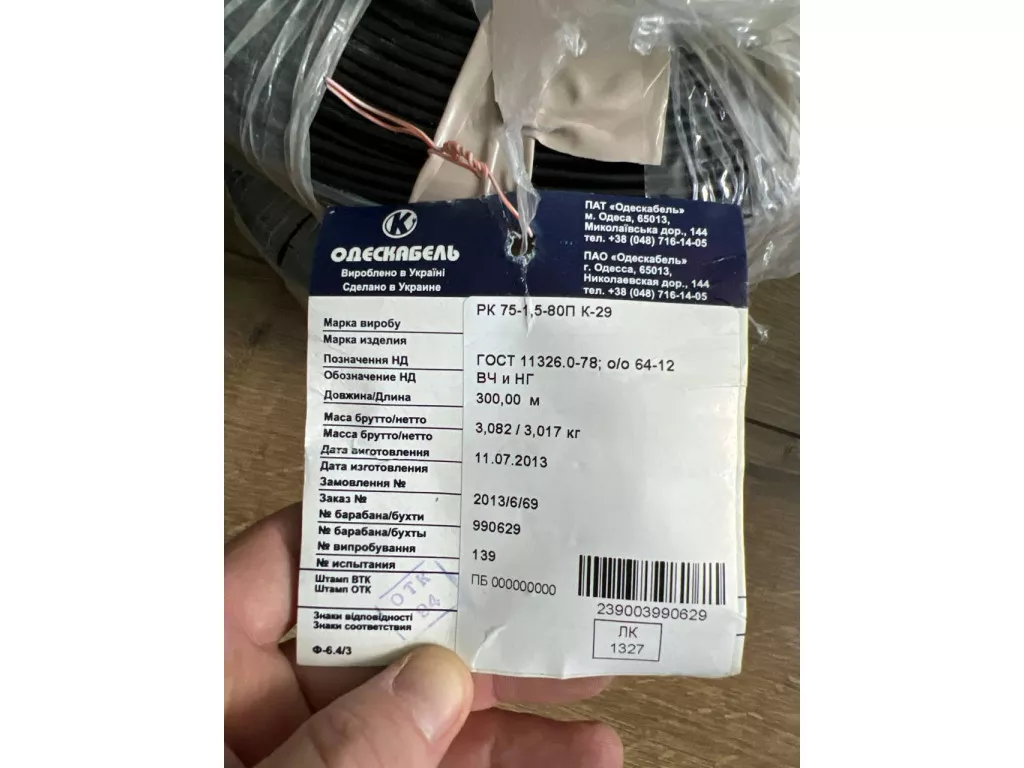 K
ОДЕСКАБЕЛЬ
Вироблено в Україні
Сделано в Украине
ПАТ «Одескабель»
м. Одеса, 65013,
Миколаївська дор., 144
тел. +38 (048) 716-14-05
ПАО «Одескабель»
г. Одесса, 65013,
Николаевская дор., 144
тел. +38 (048) 716-14-05
Марка виробу
Марка изделия
РК 75-1,5-80П К-29
Позначення НД
Обозначение НД
ГОСТ 11326.0-78; о/о 64-12
ВЧ и НГ
Довжина/Длина
300,00 м
Маса брутто/нетто
Масса брутто/нетто
3,082 / 3,017 кг
Дата виготовлення
Дата изготовления
11.07.2013
Замовлення №
Заказ №
2013/6/69
№ барабана/бухти
№ барабана/бухты
990629
№ випробування
№ испытания
139
Штамп ВТК
Штамп ОТК
ОТК
94
ПБ 000000000
239003990629
ЛК
1327
Знаки відповідності
Знаки соответствия
Ф-6.4/3